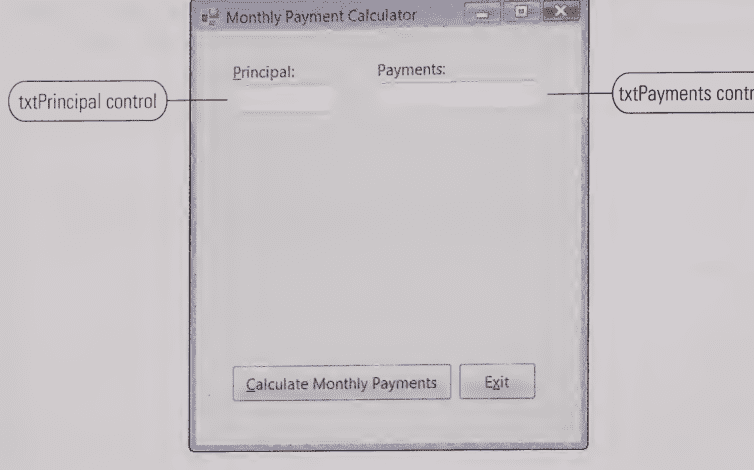 Monthly Payment Calculator
Principal:
Payments:
txtPrincipal control
txtPayments contr
Calculate Monthly Payments
Exit